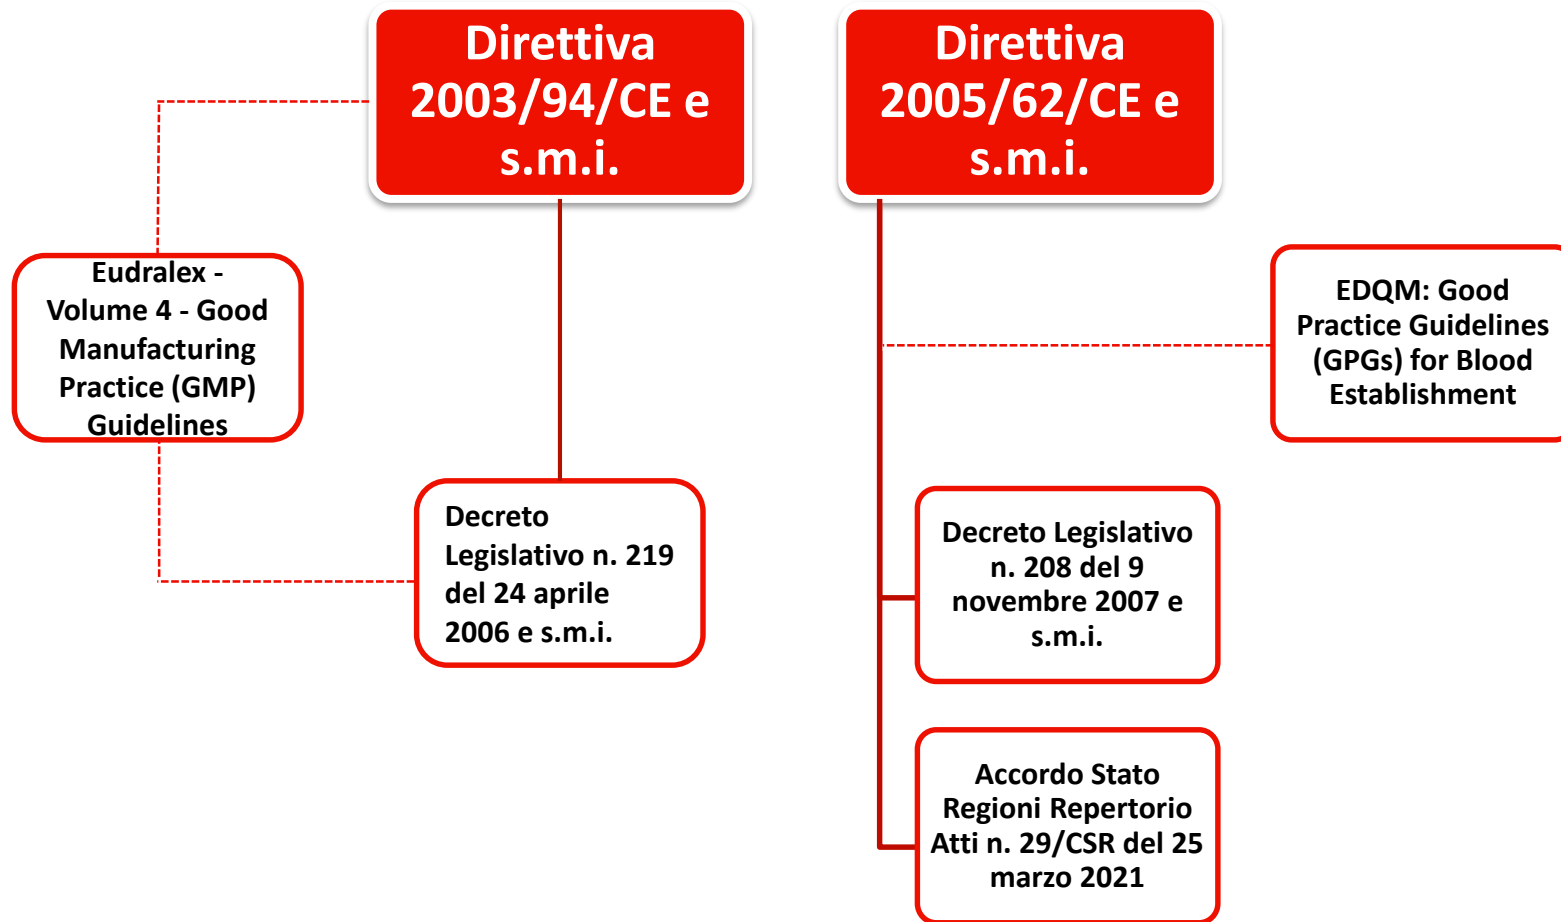 Direttiva
2003/94/CE e
s.m.i.
Direttiva
2005/62/CE e
s.m.i.
Eudralex -
Volume 4 - Good
Manufacturing
Practice (GMP)
Guidelines
EDQM: Good
Practice Guidelines
(GPGs) for Blood
Establishment
Decreto
Legislativo n. 219
del 24 aprile
2006 e s.m.i.
Decreto Legislativo
n. 208 del 9
novembre 2007 e
s.m.i.
Accordo Stato
Regioni Repertorio
Atti n. 29/CSR del 25
marzo 2021